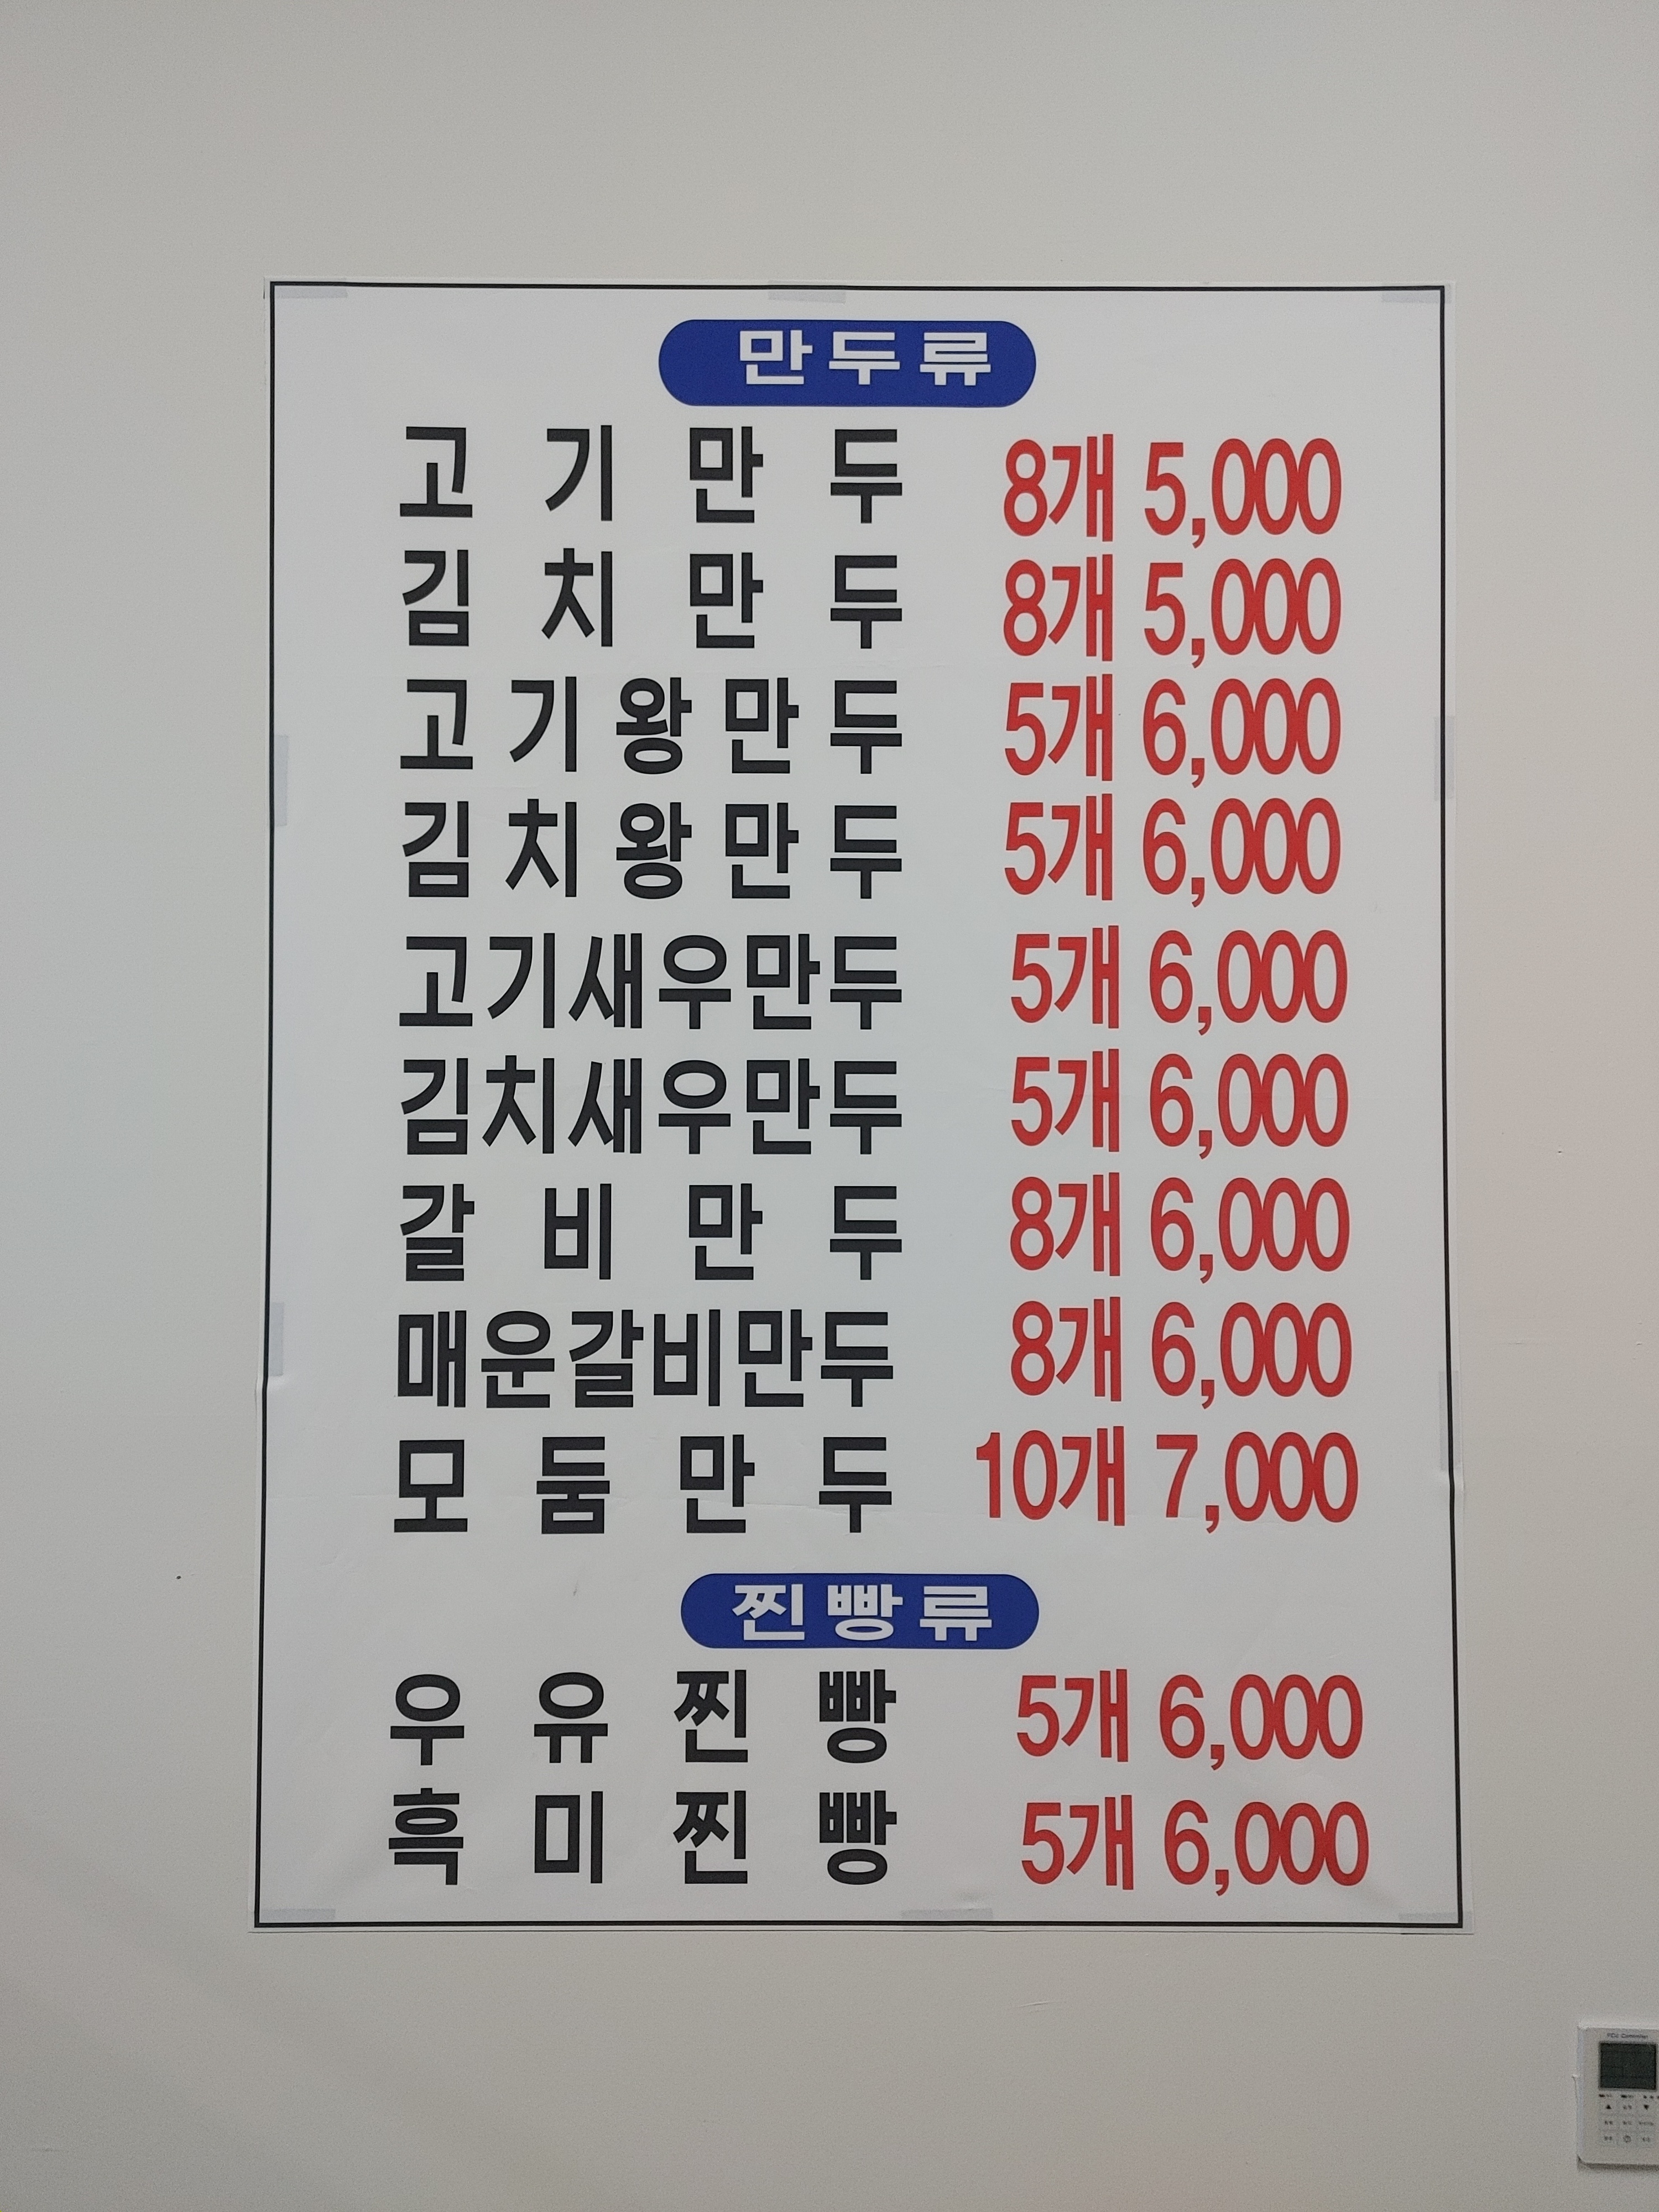 만두류
고기만두 8개 5,000
김치만두 8개 5,000
고기왕만두 5개 6,000
김치왕만두 5개 6,000
고기새우만두 5개 6,000
김치새우만두 5개 6,000
갈비만두 8개 6,000
매운갈비만두 8개 6,000
모둠만두 10개 7,000
찐빵류
우유찐빵 5개 6,000
흑미찐빵 5개 6,000